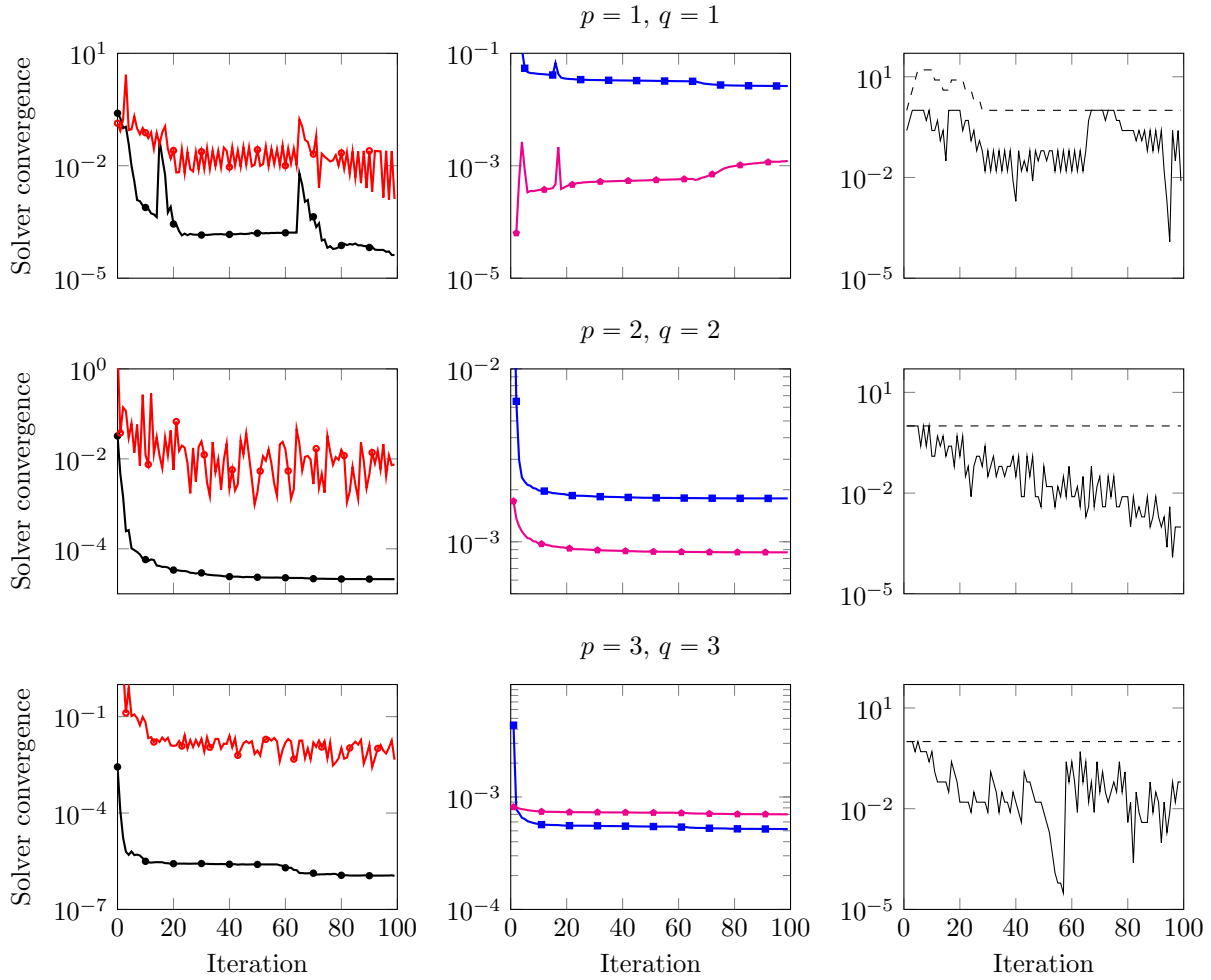 p = 1, q = 1
Solver convergence
10^1
10^-2
10^-5
10^-1
10^-3
10^-5
10^1
10^-2
10^-5
p = 2, q = 2
Solver convergence
10^0
10^-2
10^-4
10^-2
10^-3
10^1
10^-2
10^-5
p = 3, q = 3
Solver convergence
10^-1
10^-4
10^-7
10^-3
10^-4
10^1
10^-2
10^-5
0 20 40 60 80 100
0 20 40 60 80 100
0 20 40 60 80 100
Iteration
Iteration
Iteration